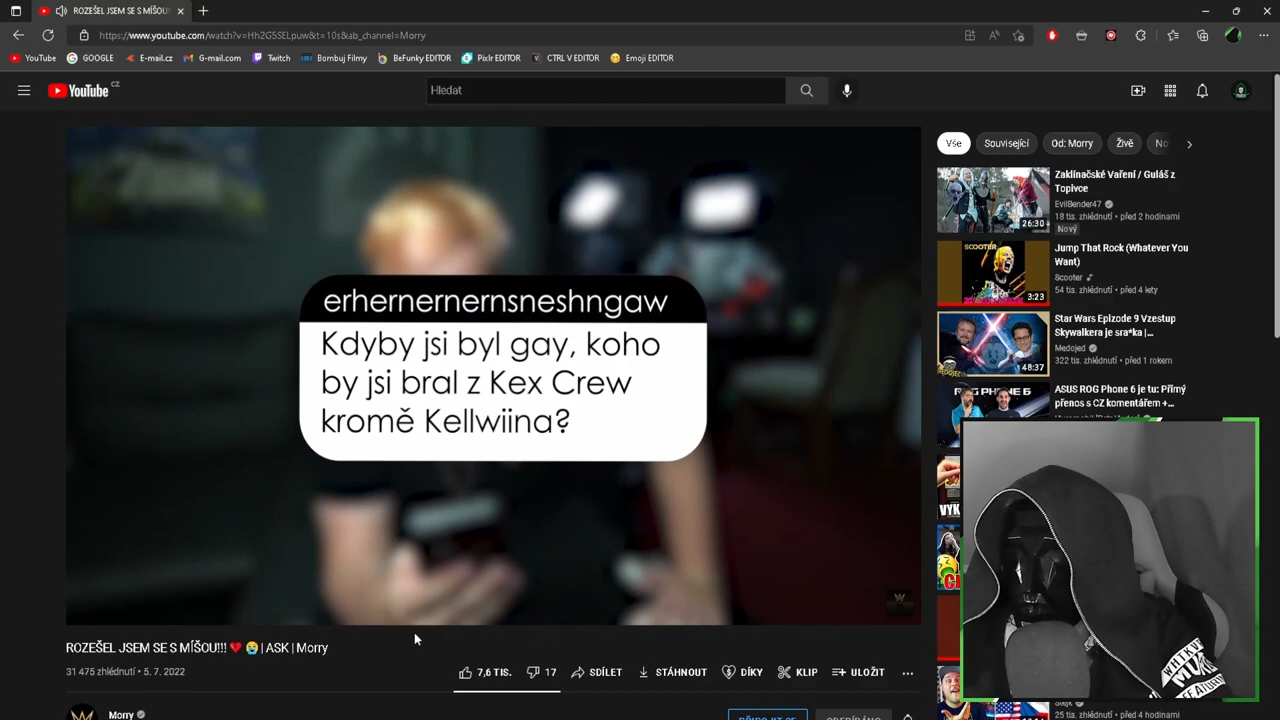 ROZEŠEL JSEM SE S MÍŠOU
https://www.youtube.com/watch?v=Hh2G5SELpuw&t=10s&ab_channel=Morry
YouTube GOOGLE E-mail.cz G-mail.com Twitch Bombuj Filmy BeFunky EDITOR Pixlr EDITOR CTRL V EDITOR Emoji EDITOR
YouTube CZ
Hledat
Vše Související Od: Morry Živě No
erhernernernsneshngaw
Kdyby jsi byl gay, koho
by jsi bral z Kex Crew
kromě Kellwiina?
ROZEŠEL JSEM SE S MÍŠOU!!! 💔 😭 | ASK | Morry
31 475 zhlédnutí • 5. 7. 2022
7,6 TIS. 17 SDÍLET STÁHNOUT DÍKY KLIP ULOŽIT
Morry
Zaklínačské Vaření / Guláš z
Topivce
EvilBender47
18 tis. zhlédnutí • před 2 hodinami
Nový
26:30
Jump That Rock (Whatever You
Want)
Scooter
54 tis. zhlédnutí • před 4 lety
SCOOTER
3:23
Star Wars Epizode 9 Vzestup
Skywalkera je sra*ka |...
Medojed
322 tis. zhlédnutí • před 1 rokem
48:37
ASUS ROG Phone 6 je tu: Přímý
přenos s CZ komentářem +...
VYK
25 tis. zhlédnutí • před 14